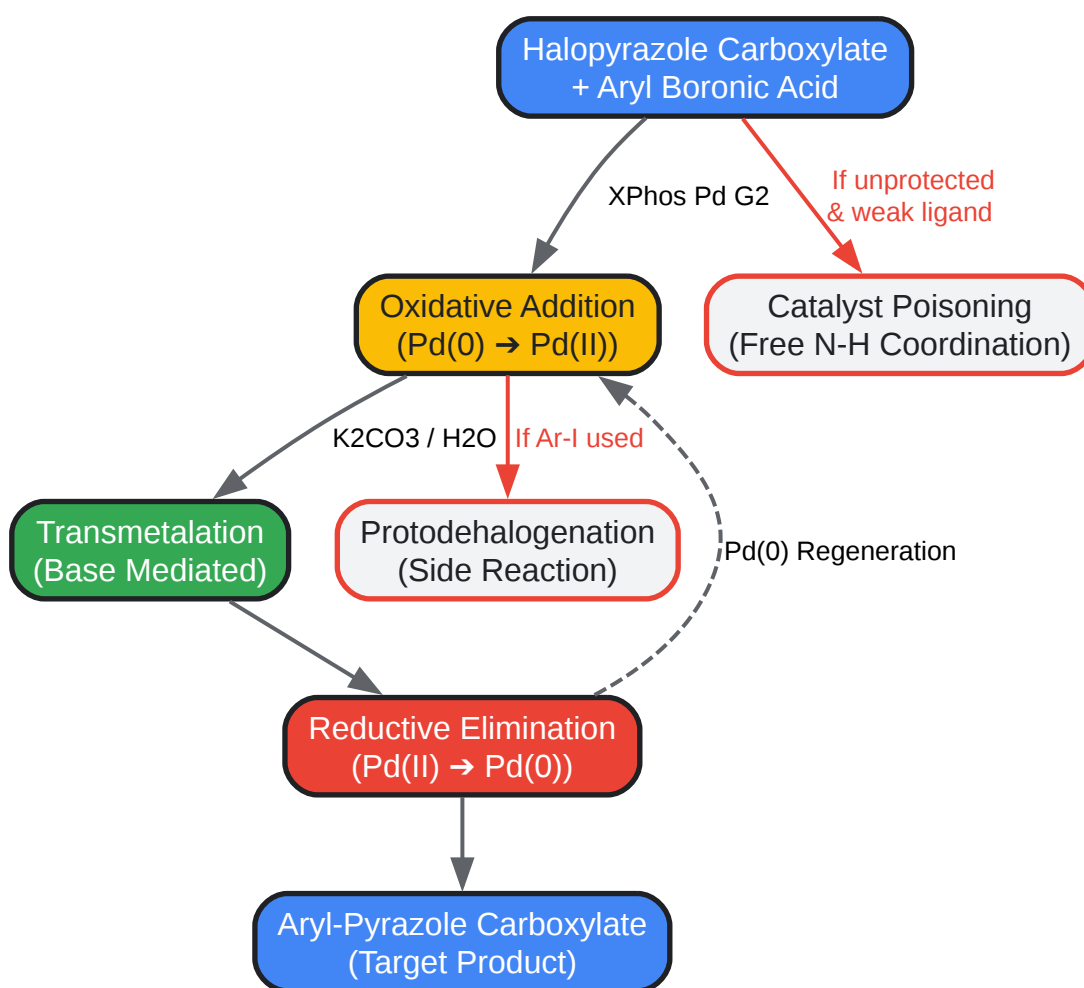 Halopyrazole Carboxylate
+ Aryl Boronic Acid
XPhos Pd G2
If unprotected
& weak ligand
Oxidative Addition
(Pd(0) ➔ Pd(II))
Catalyst Poisoning
(Free N-H Coordination)
K2CO3 / H2O
If Ar-I used
Transmetalation
(Base Mediated)
Protodehalogenation
(Side Reaction)
Pd(0) Regeneration
Reductive Elimination
(Pd(II) ➔ Pd(0))
Aryl-Pyrazole Carboxylate
(Target Product)